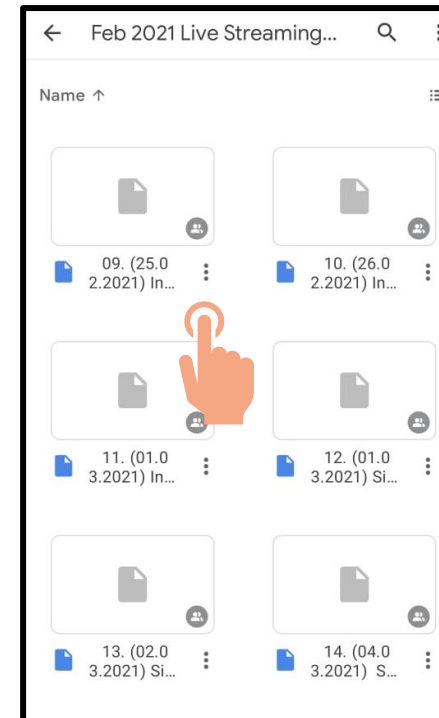 Feb 2021 Live Streaming...
Name
09. (25.0
2.2021) In...
10. (26.0
2.2021) In...
11. (01.0
3.2021) In...
12. (01.0
3.2021) Si...
13. (02.0
3.2021) Si...
14. (04.0
3.2021) S...